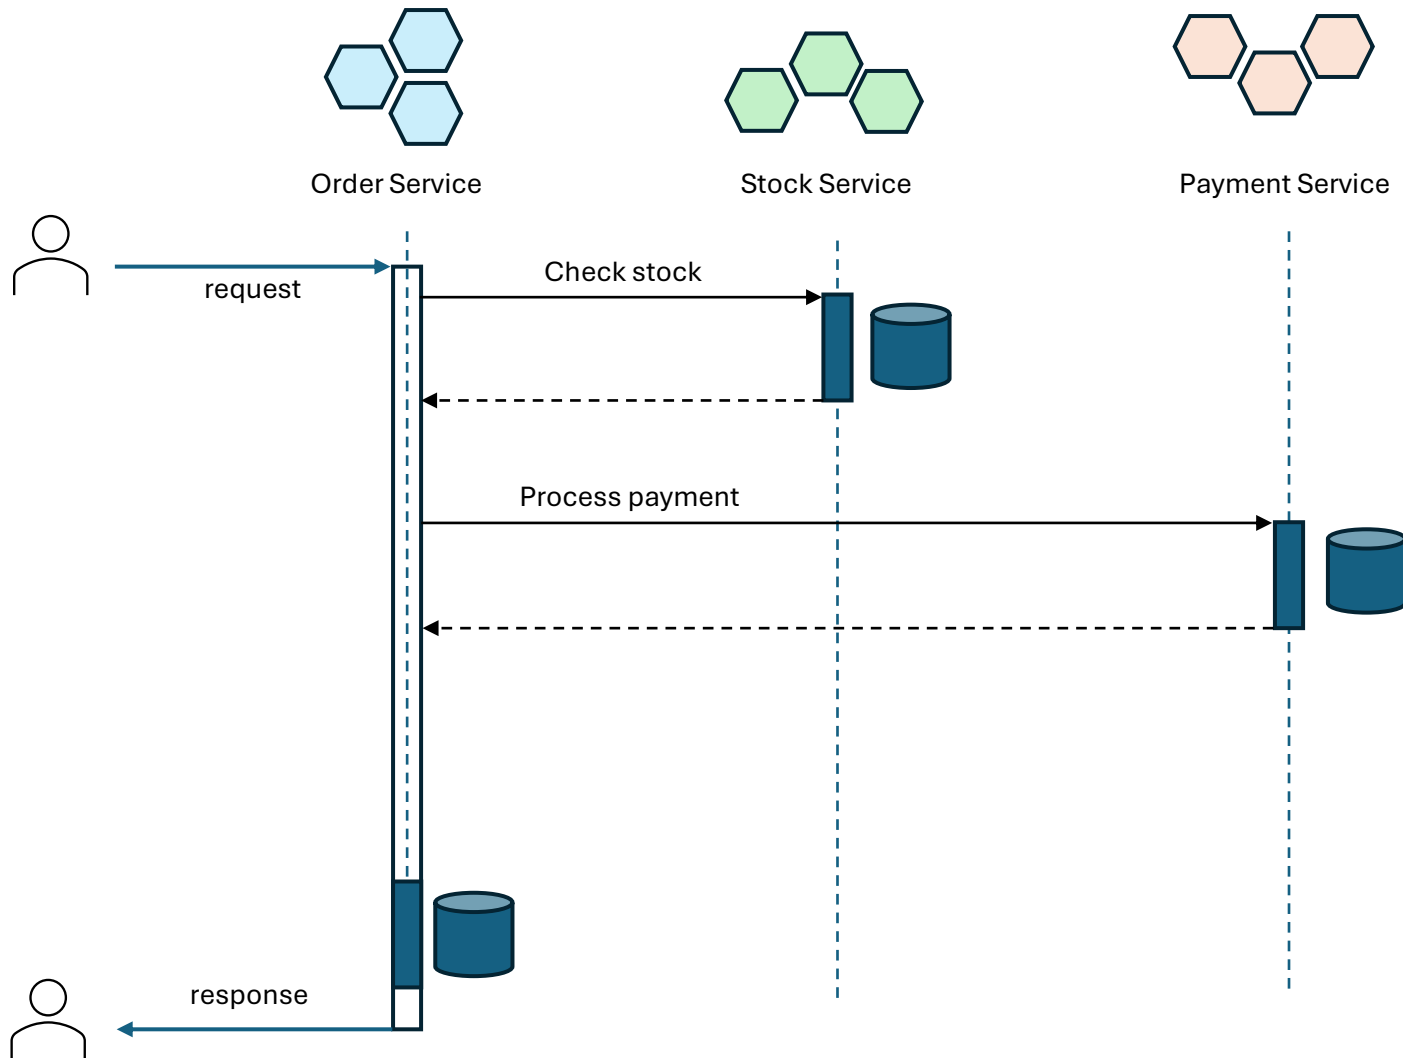 Order Service
Stock Service
Payment Service
request
Check stock
Process payment
response